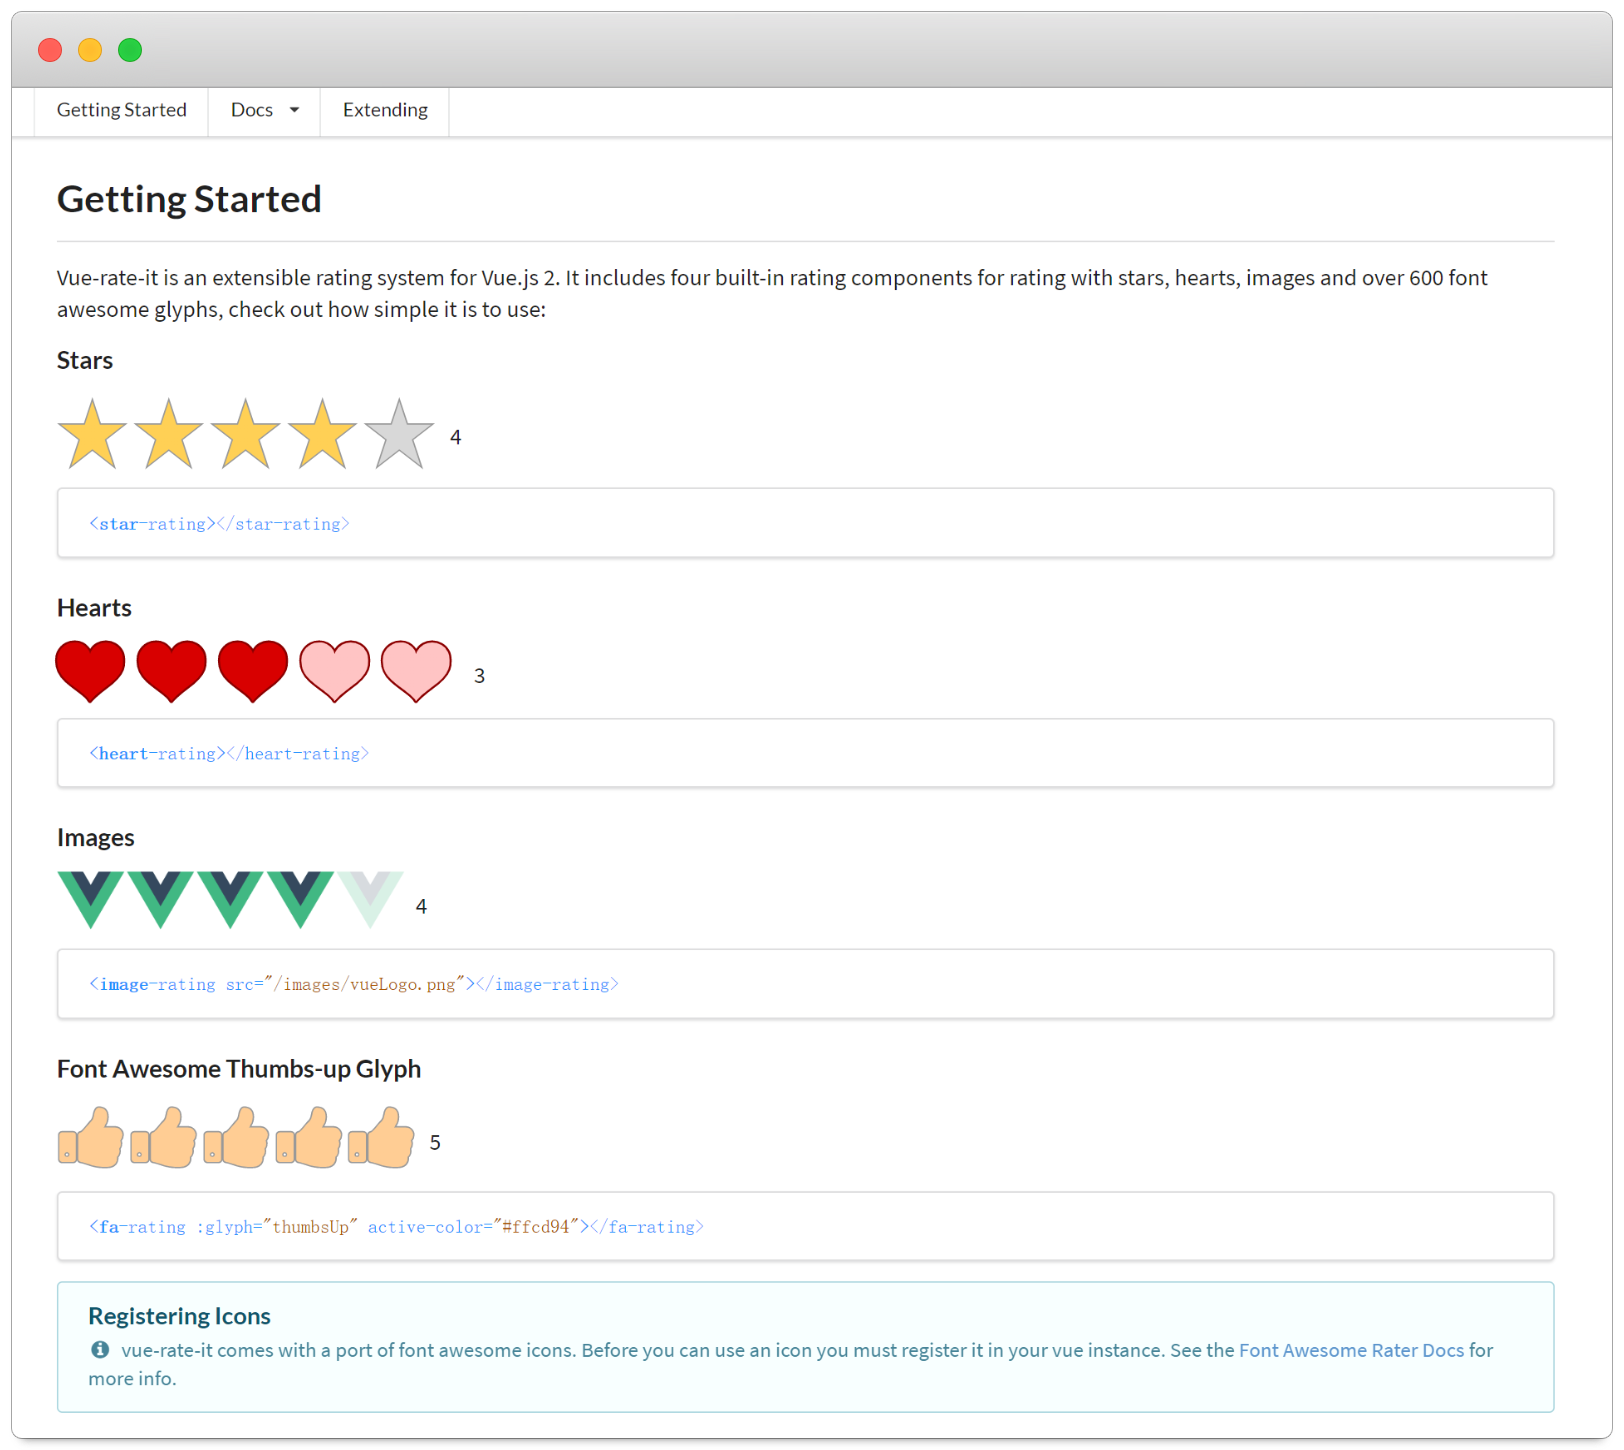 Getting Started
Docs
Extending
Getting Started
Vue-rate-it is an extensible rating system for Vue.js 2. It includes four built-in rating components for rating with stars, hearts, images and over 600 font
awesome glyphs, check out how simple it is to use:
Stars
4
<star-rating></star-rating>
Hearts
3
<heart-rating></heart-rating>
Images
4
<image-rating src="/images/vueLogo.png"></image-rating>
Font Awesome Thumbs-up Glyph
5
<fa-rating :glyph="thumbsUp" active-color="#ffcd94"></fa-rating>
Registering Icons
vue-rate-it comes with a port of font awesome icons. Before you can use an icon you must register it in your vue instance. See the Font Awesome Rater Docs for
more info.